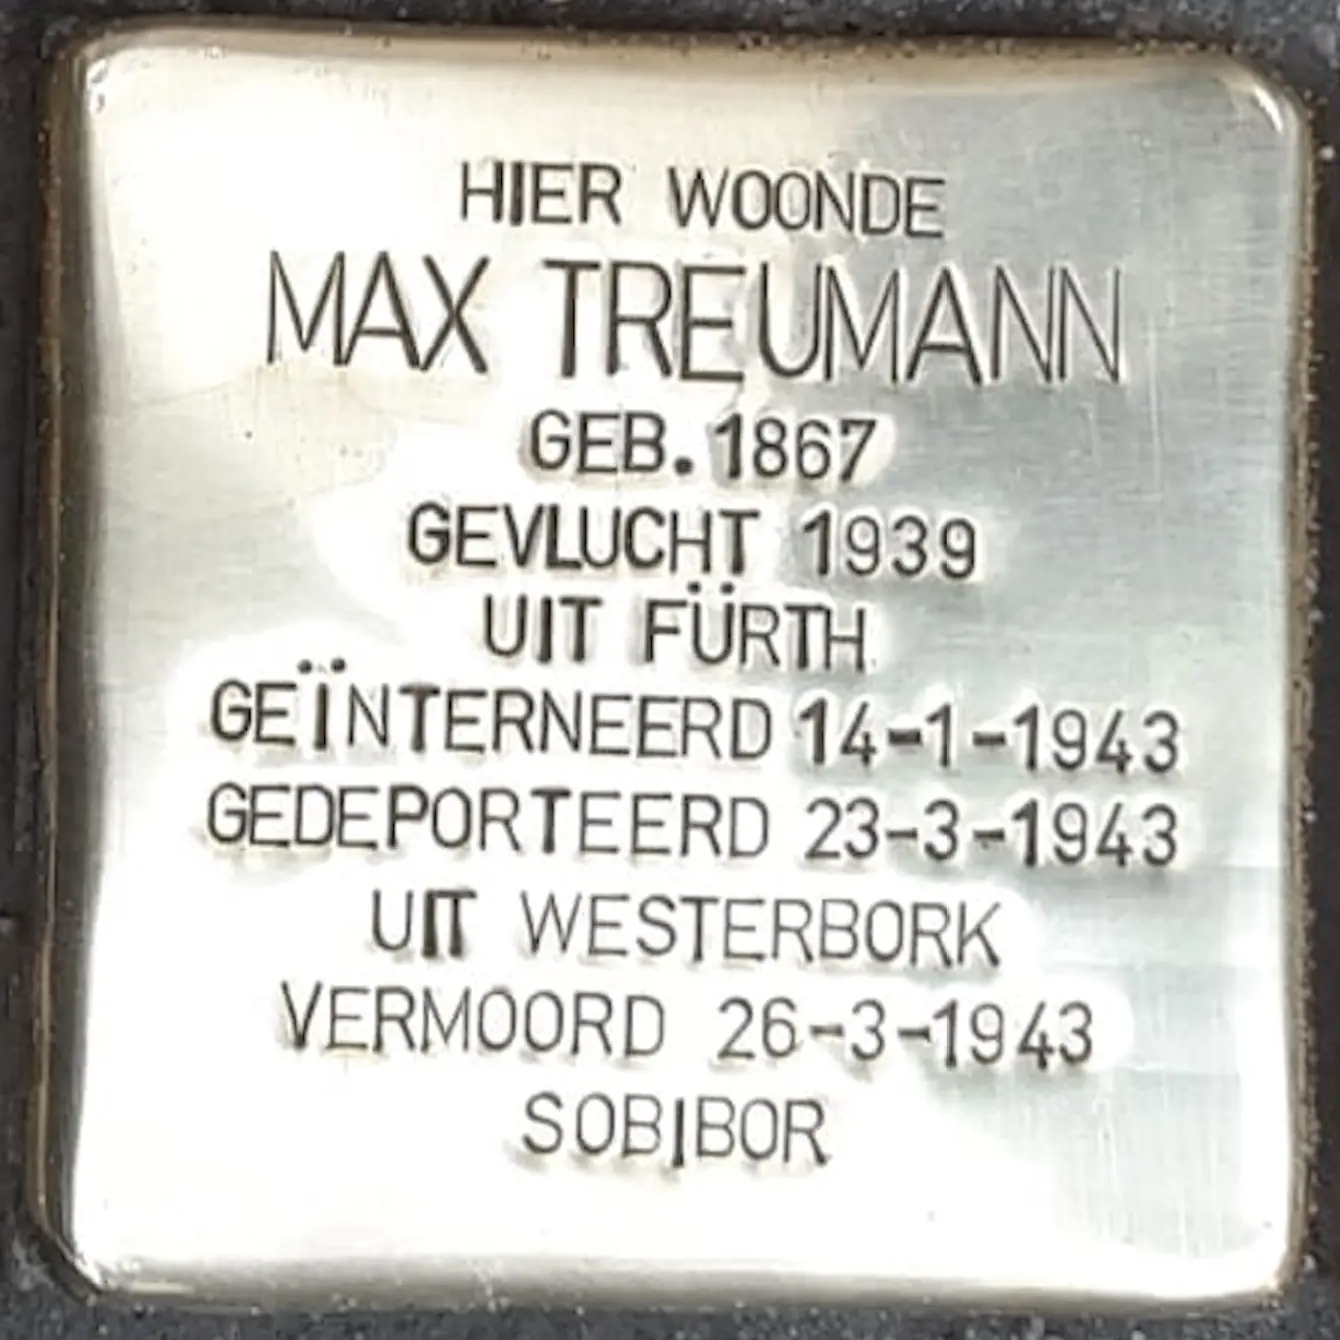 HIER WOONDE
MAX TREUMANN
GEB. 1867
GEVLUCHT 1939
UIT FÜRTH
GEÏNTERNEERD 14-1-1943
GEDEPORTEERD 23-3-1943
UIT WESTERBORK
VERMOORD 26-3-1943
SOBIBOR